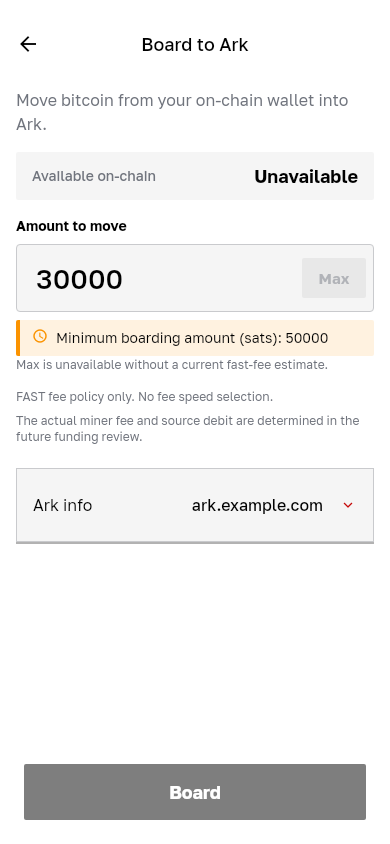 Board to Ark
Move bitcoin from your on-chain wallet into
Ark.
Available on-chain
Unavailable
Amount to move
30000
Max
Minimum boarding amount (sats): 50000
Max is unavailable without a current fast-fee estimate.
FAST fee policy only. No fee speed selection.
The actual miner fee and source debit are determined in the
future funding review.
Ark info
ark.example.com
Board